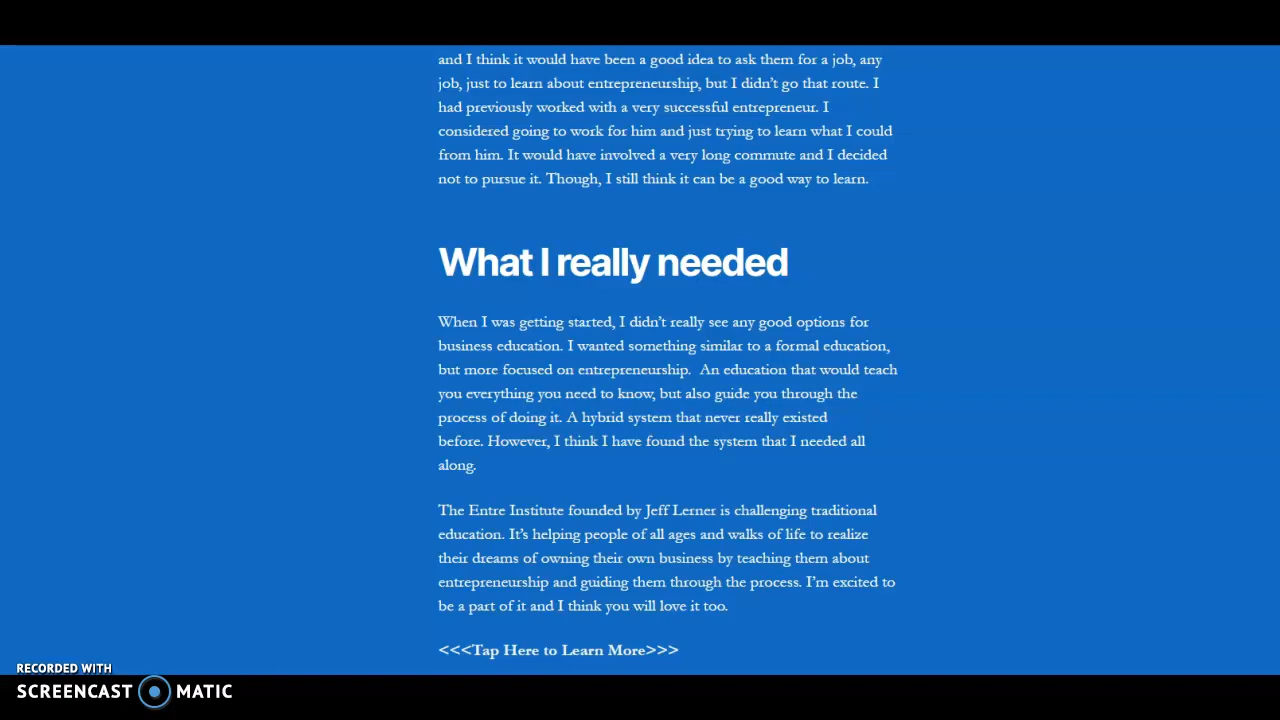 and I think it would have been a good idea to ask them for a job, any
job, just to learn about entrepreneurship, but I didn't go that route. I
had previously worked with a very successful entrepreneur. I
considered going to work for him and just trying to learn what I could
from him. It would have involved a very long commute and I decided
not to pursue it. Though, I still think it can be a good way to learn.
What I really needed
When I was getting started, I didn't really see any good options for
business education. I wanted something similar to a formal education,
but more focused on entrepreneurship.  An education that would teach
you everything you need to know, but also guide you through the
process of doing it. A hybrid system that never really existed
before. However, I think I have found the system that I needed all
along.
The Entre Institute founded by Jeff Lerner is challenging traditional
education. It's helping people of all ages and walks of life to realize
their dreams of owning their own business by teaching them about
entrepreneurship and guiding them through the process. I'm excited to
be a part of it and I think you will love it too.
<<<Tap Here to Learn More>>>
RECORDED WITH
SCREENCAST MATIC